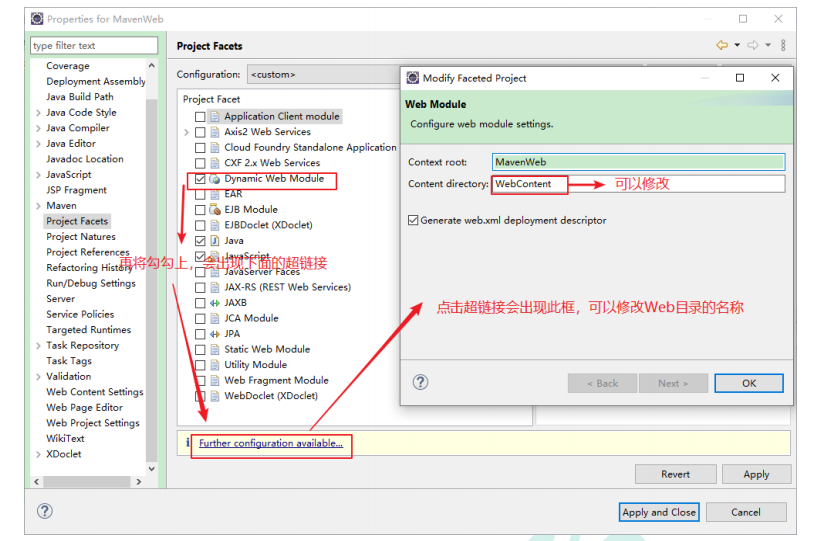 Properties for MavenWeb
type filter text
Coverage
Deployment Assembly
Java Build Path
Java Code Style
Java Compiler
Java Editor
Javadoc Location
JavaScript
JSP Fragment
Maven
Project Facets
Project Natures
Project References
Refactoring History
Run/Debug Settings
Server
Service Policies
Targeted Runtimes
Task Repository
Task Tags
Validation
Web Content Settings
Web Page Editor
Web Project Settings
WikiText
XDoclet
Project Facets
Configuration: <custom>
Project Facet
Application Client module
Axis2 Web Services
Cloud Foundry Standalone Application
CXF 2.x Web Services
Dynamic Web Module
EAR
EJB Module
EJBDoclet (XDoclet)
Java
JavaScript
JavaServer Faces
JAX-RS (REST Web Services)
JAXB
JCA Module
JPA
Static Web Module
Utility Module
Web Fragment Module
WebDoclet (XDoclet)
再将勾勾上，会出现下面的超链接
Further configuration available...
Modify Faceted Project
Web Module
Configure web module settings.
Context root: MavenWeb
Content directory: WebContent
可以修改
Generate web.xml deployment descriptor
点击超链接会出现此框，可以修改Web目录的名称
< Back
Next >
OK
Revert
Apply
Apply and Close
Cancel